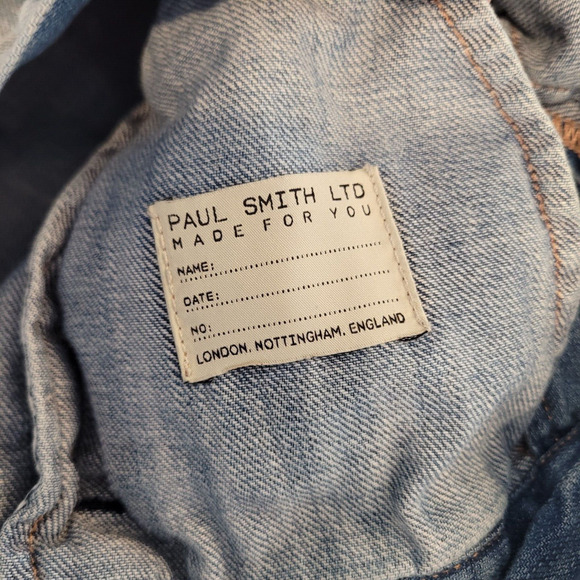 PAUL SMITH LTD
MADE FOR YOU
NAME:
DATE:
NO:
LONDON, NOTTINGHAM, ENGLAND